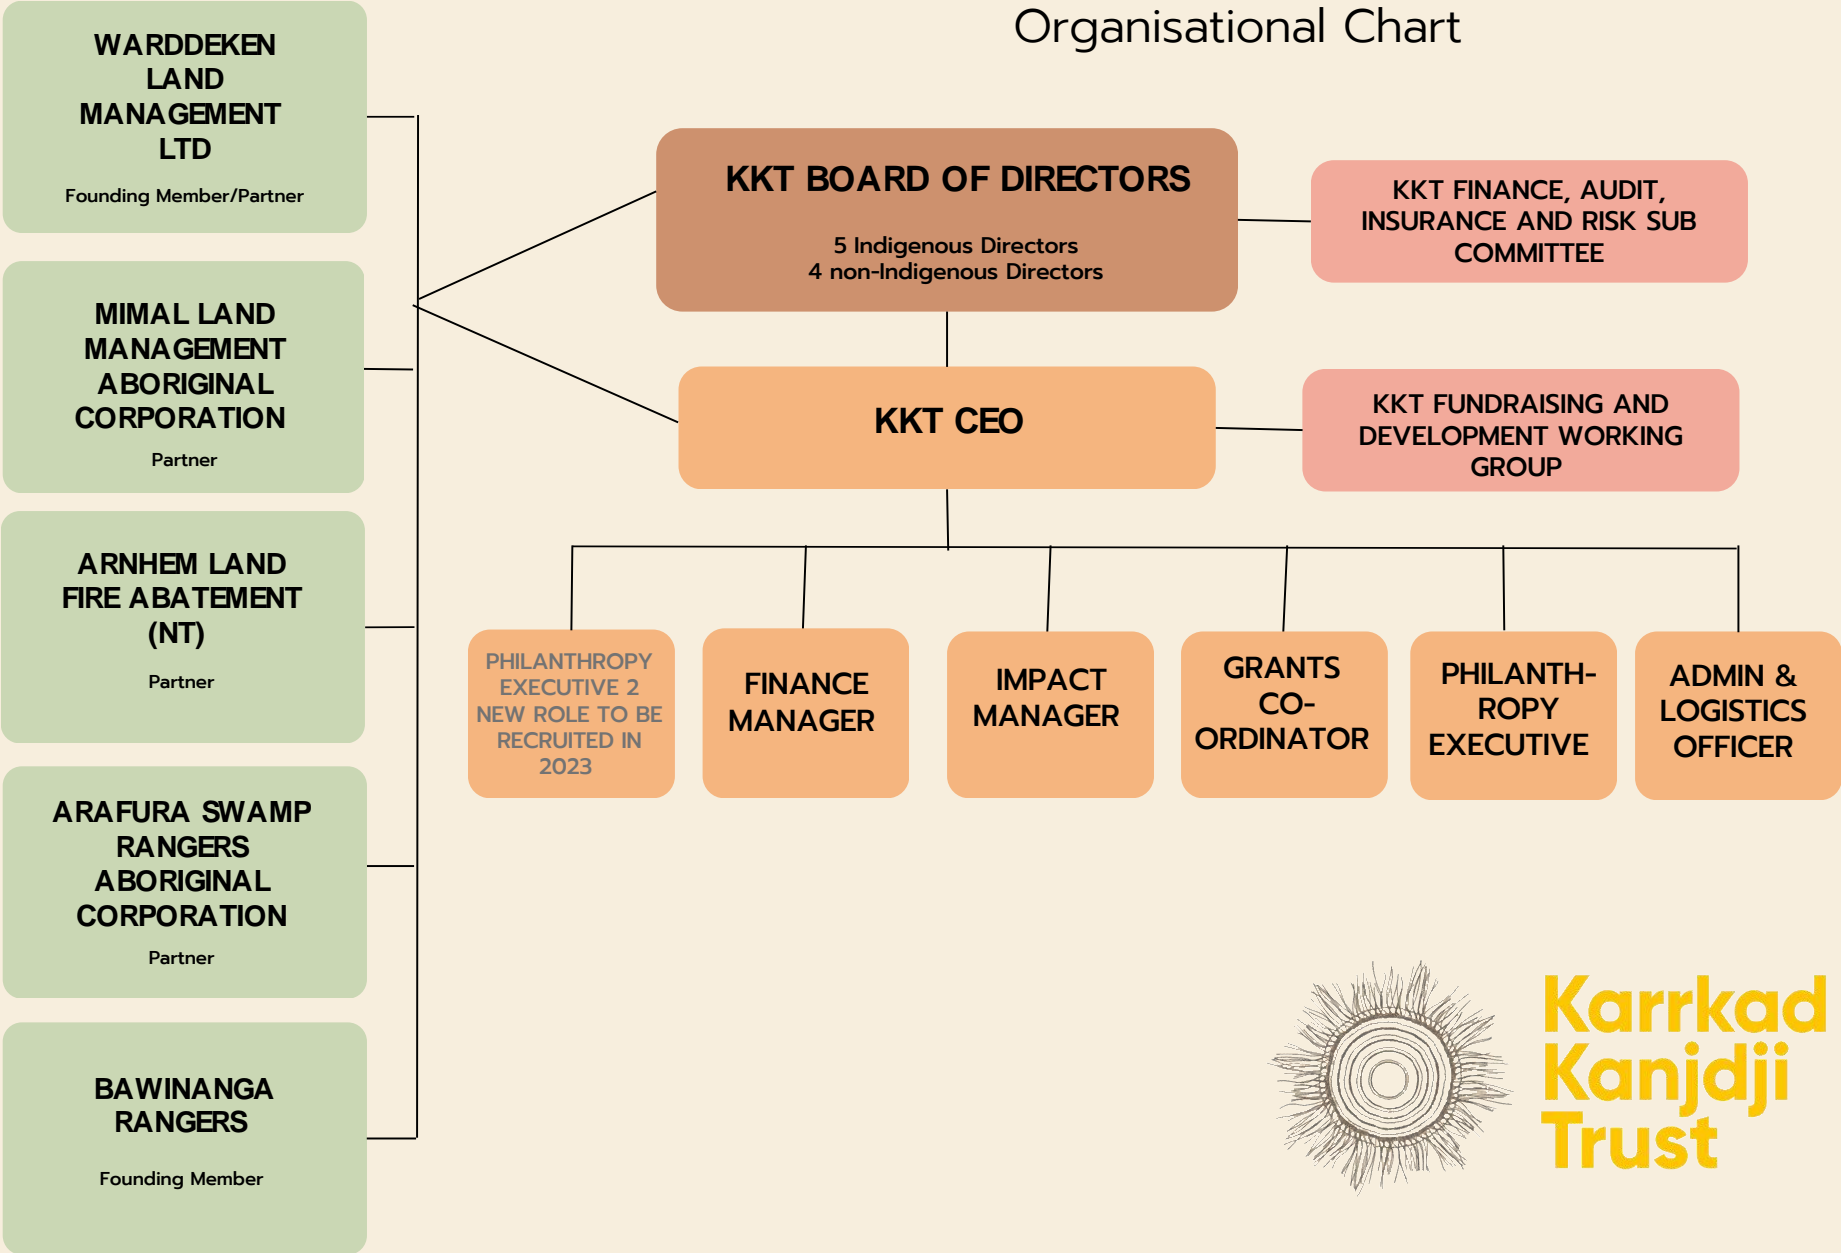 Organisational Chart
WARDDEKEN
LAND
MANAGEMENT
LTD
Founding Member/Partner
MIMAL LAND
MANAGEMENT
ABORIGINAL
CORPORATION
Partner
ARNHEM LAND
FIRE ABATEMENT
(NT)
Partner
ARAFURA SWAMP
RANGERS
ABORIGINAL
CORPORATION
Partner
BAWINANGA
RANGERS
Founding Member
KKT BOARD OF DIRECTORS
5 Indigenous Directors
4 non-Indigenous Directors
KKT FINANCE, AUDIT,
INSURANCE AND RISK SUB
COMMITTEE
KKT CEO
KKT FUNDRAISING AND
DEVELOPMENT WORKING
GROUP
PHILANTHROPY
EXECUTIVE 2
NEW ROLE TO BE
RECRUITED IN
2023
FINANCE
MANAGER
IMPACT
MANAGER
GRANTS
CO-
ORDINATOR
PHILANTH-
ROPY
EXECUTIVE
ADMIN &
LOGISTICS
OFFICER
Karrkad
Kanjdji
Trust